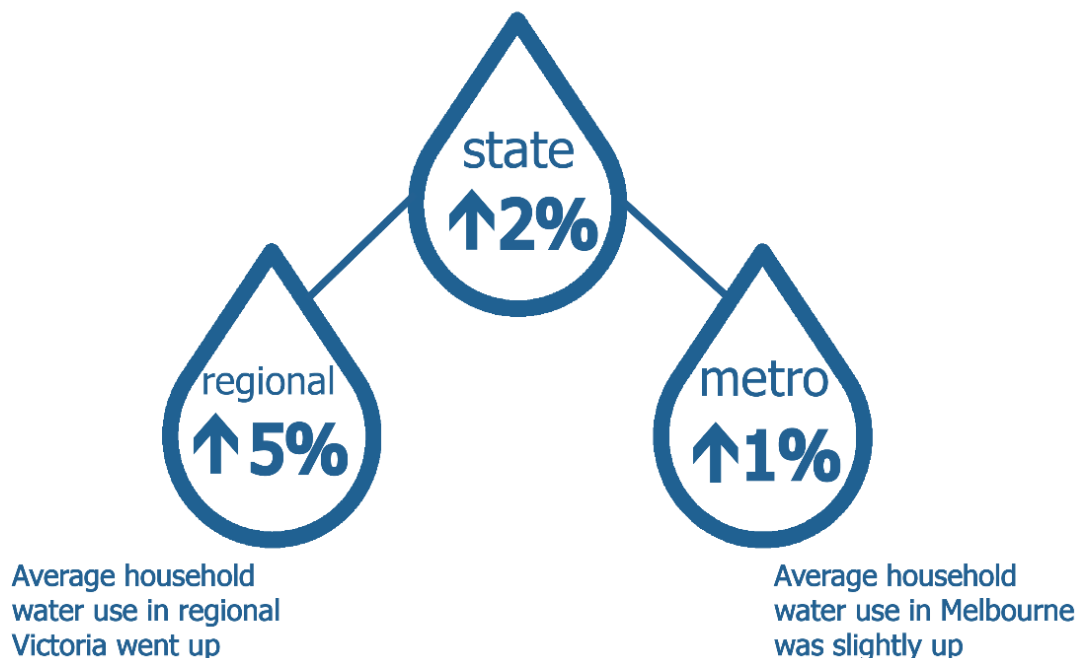 state
↑2%
regional
↑5%
metro
↑1%
Average household
water use in regional
Victoria went up
Average household
water use in Melbourne
was slightly up